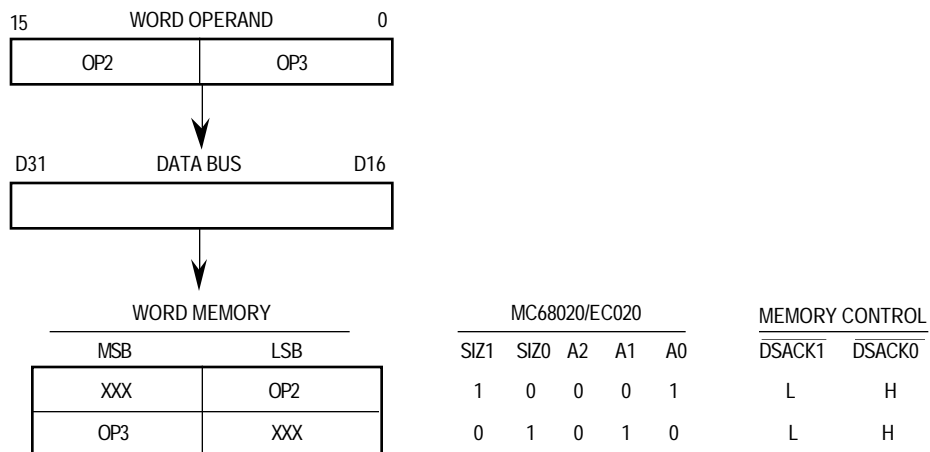 15 WORD OPERAND 0
OP2 OP3
D31 DATA BUS D16
WORD MEMORY MC68020/EC020 MEMORY CONTROL
MSB LSB SIZ1 SIZ0 A2 A1 A0 DSACK1 DSACK0
XXX OP2 1 0 0 0 1 L H
OP3 XXX 0 1 0 1 0 L H